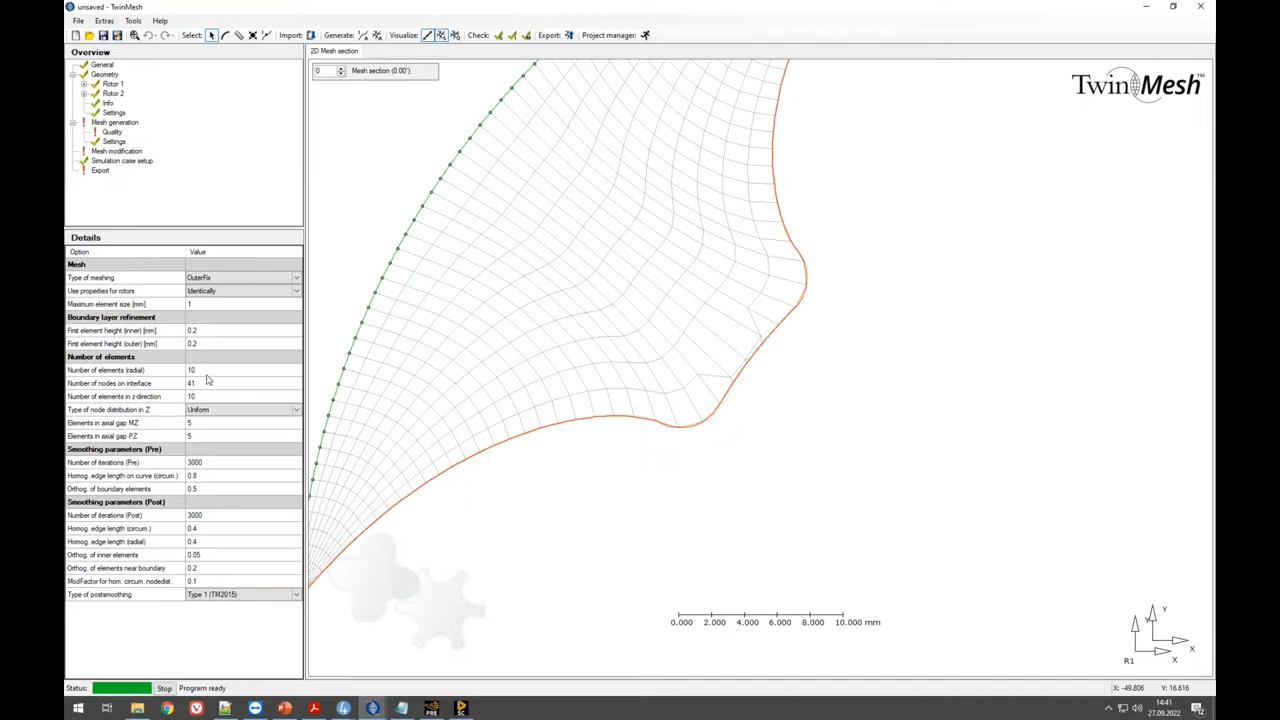 unsaved - TwinMesh
File Extras Tools Help
Select: Import: Generate: Visualize: Check: Export: Project manager:
Overview
General
Geometry
Rotor 1
Rotor 2
Info
Settings
Mesh generation
Quality
Settings
Mesh modification
Simulation case setup
Export
2D Mesh section
0 Mesh section (0.00°)
TwinMesh™
Details
Option Value
Mesh
Type of meshing OuterFix
Use properties for rotors Identically
Maximum element size [mm] 1
Boundary layer refinement
First element height (inner) [mm] 0.2
First element height (outer) [mm] 0.2
Number of elements
Number of elements (radial) 10
Number of nodes on interface 41
Number of elements in z-direction 10
Type of node distribution in Z Uniform
Elements in axial gap MZ 5
Elements in axial gap PZ 5
Smoothing parameters (Pre)
Number of iterations (Pre) 3000
Homog. edge length on curve (circum.) 0.8
Orthog. of boundary elements 0.5
Smoothing parameters (Post)
Number of iterations (Post) 3000
Homog. edge length (circum.) 0.4
Homog. edge length (radial) 0.4
Orthog. of inner elements 0.05
Orthog. of elements near boundary 0.2
ModFactor for hom. circum. nodedist. 0.1
Type of postsmoothing Type 1 (TM2015)
0.000 2.000 4.000 6.000 8.000 10.000 mm
Y
Y
X
R1 X
Status: Stop Program ready
X: -49.806 Y: 16.616
PRE SC
14:41
27.09.2022